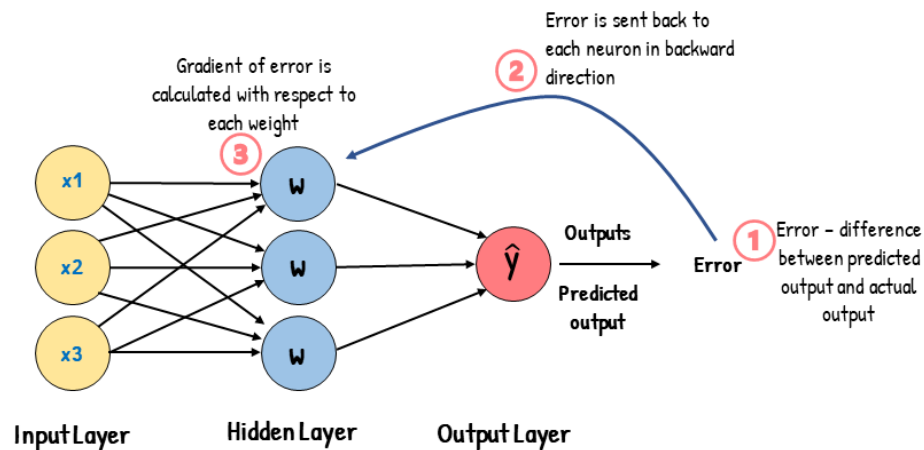 Error is sent back to
each neuron in backward
direction
2
Gradient of error is
calculated with respect to
each weight
3
x1
w
x2
w
x3
w
ŷ
Outputs
Predicted
output
Error
1
Error – difference
between predicted
output and actual
output
Input Layer
Hidden Layer
Output Layer